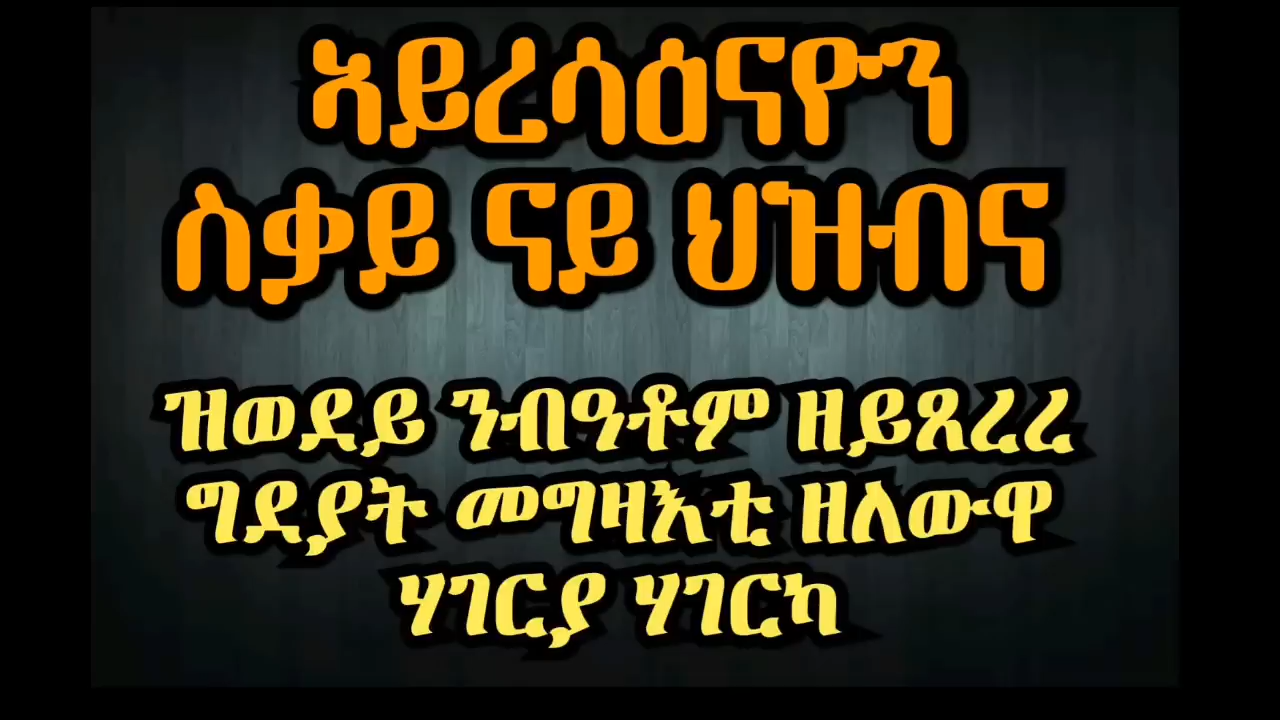 ኣይረሳዕናዮን
ስቃይ ናይ ህዝብና
ዝወደይ ንብዓቶም ዘይጸረረ
ግደያት መግዛእቲ ዘለውዋ
ሃገርያ ሃገርካ